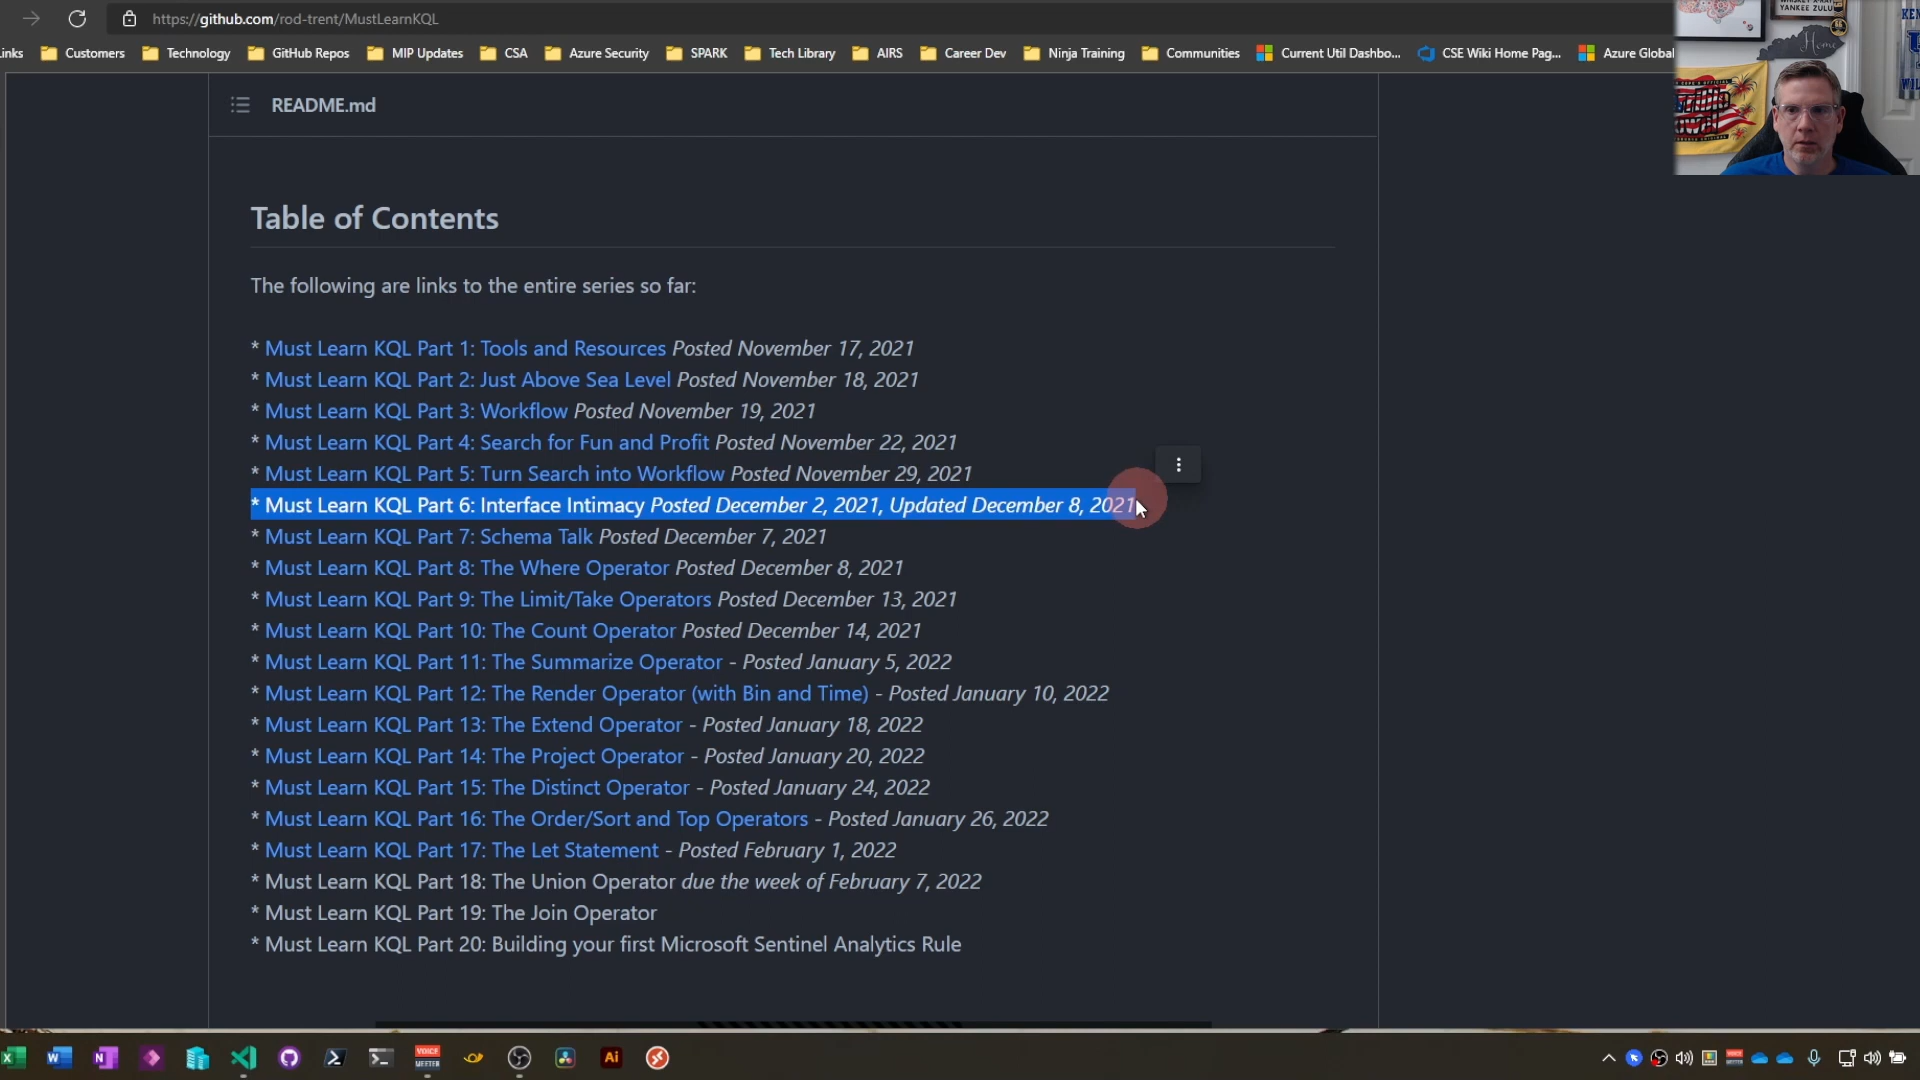 https://github.com/rod-trent/MustLearnKQL
inks Customers Technology GitHub Repos MIP Updates CSA Azure Security SPARK Tech Library AIRS Career Dev Ninja Training Communities Current Util Dashbo... CSE Wiki Home Pag... Azure Global
README.md
Table of Contents
The following are links to the entire series so far:
* Must Learn KQL Part 1: Tools and Resources Posted November 17, 2021
* Must Learn KQL Part 2: Just Above Sea Level Posted November 18, 2021
* Must Learn KQL Part 3: Workflow Posted November 19, 2021
* Must Learn KQL Part 4: Search for Fun and Profit Posted November 22, 2021
* Must Learn KQL Part 5: Turn Search into Workflow Posted November 29, 2021
* Must Learn KQL Part 6: Interface Intimacy Posted December 2, 2021, Updated December 8, 2021
* Must Learn KQL Part 7: Schema Talk Posted December 7, 2021
* Must Learn KQL Part 8: The Where Operator Posted December 8, 2021
* Must Learn KQL Part 9: The Limit/Take Operators Posted December 13, 2021
* Must Learn KQL Part 10: The Count Operator Posted December 14, 2021
* Must Learn KQL Part 11: The Summarize Operator - Posted January 5, 2022
* Must Learn KQL Part 12: The Render Operator (with Bin and Time) - Posted January 10, 2022
* Must Learn KQL Part 13: The Extend Operator - Posted January 18, 2022
* Must Learn KQL Part 14: The Project Operator - Posted January 20, 2022
* Must Learn KQL Part 15: The Distinct Operator - Posted January 24, 2022
* Must Learn KQL Part 16: The Order/Sort and Top Operators - Posted January 26, 2022
* Must Learn KQL Part 17: The Let Statement - Posted February 1, 2022
* Must Learn KQL Part 18: The Union Operator due the week of February 7, 2022
* Must Learn KQL Part 19: The Join Operator
* Must Learn KQL Part 20: Building your first Microsoft Sentinel Analytics Rule
YANKEE ZULU
Home
VOICE
MEETER
Ai